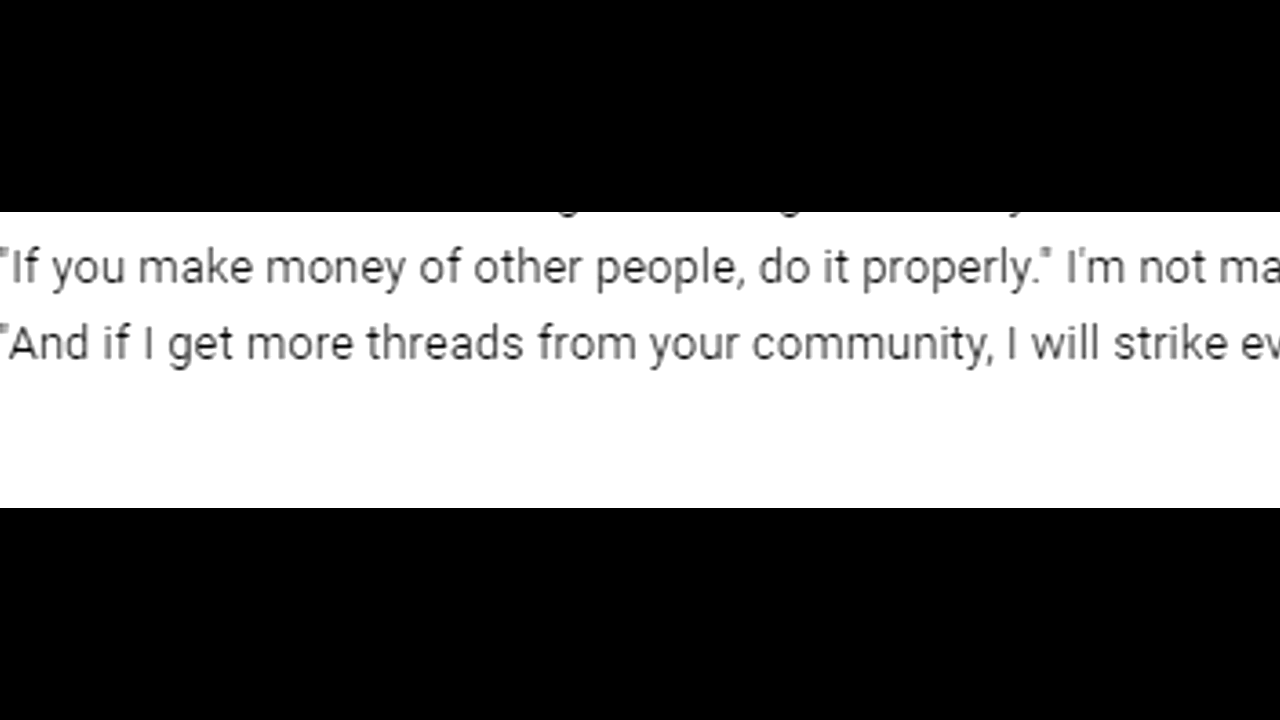 "If you make money of other people, do it properly." I'm not ma
"And if I get more threads from your community, I will strike ev